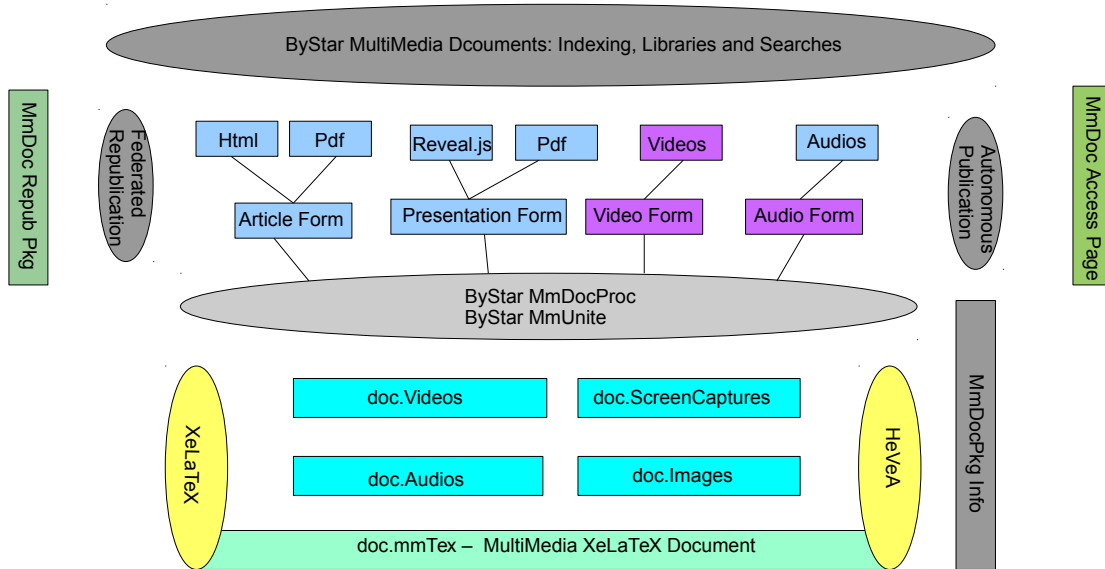 ByStar MultiMedia Dcouments: Indexing, Libraries and Searches
MmDoc Repub Pkg
Federated
Republication
Html
Pdf
Reveal.js
Pdf
Videos
Audios
Autonomous
Publication
MmDoc Access Page
Article Form
Presentation Form
Video Form
Audio Form
ByStar MmDocProc
ByStar MmUnite
XeLaTeX
doc.Videos
doc.ScreenCaptures
doc.Audios
doc.Images
HeVeA
MmDocPkg Info
doc.mmTex – MultiMedia XeLaTeX Document